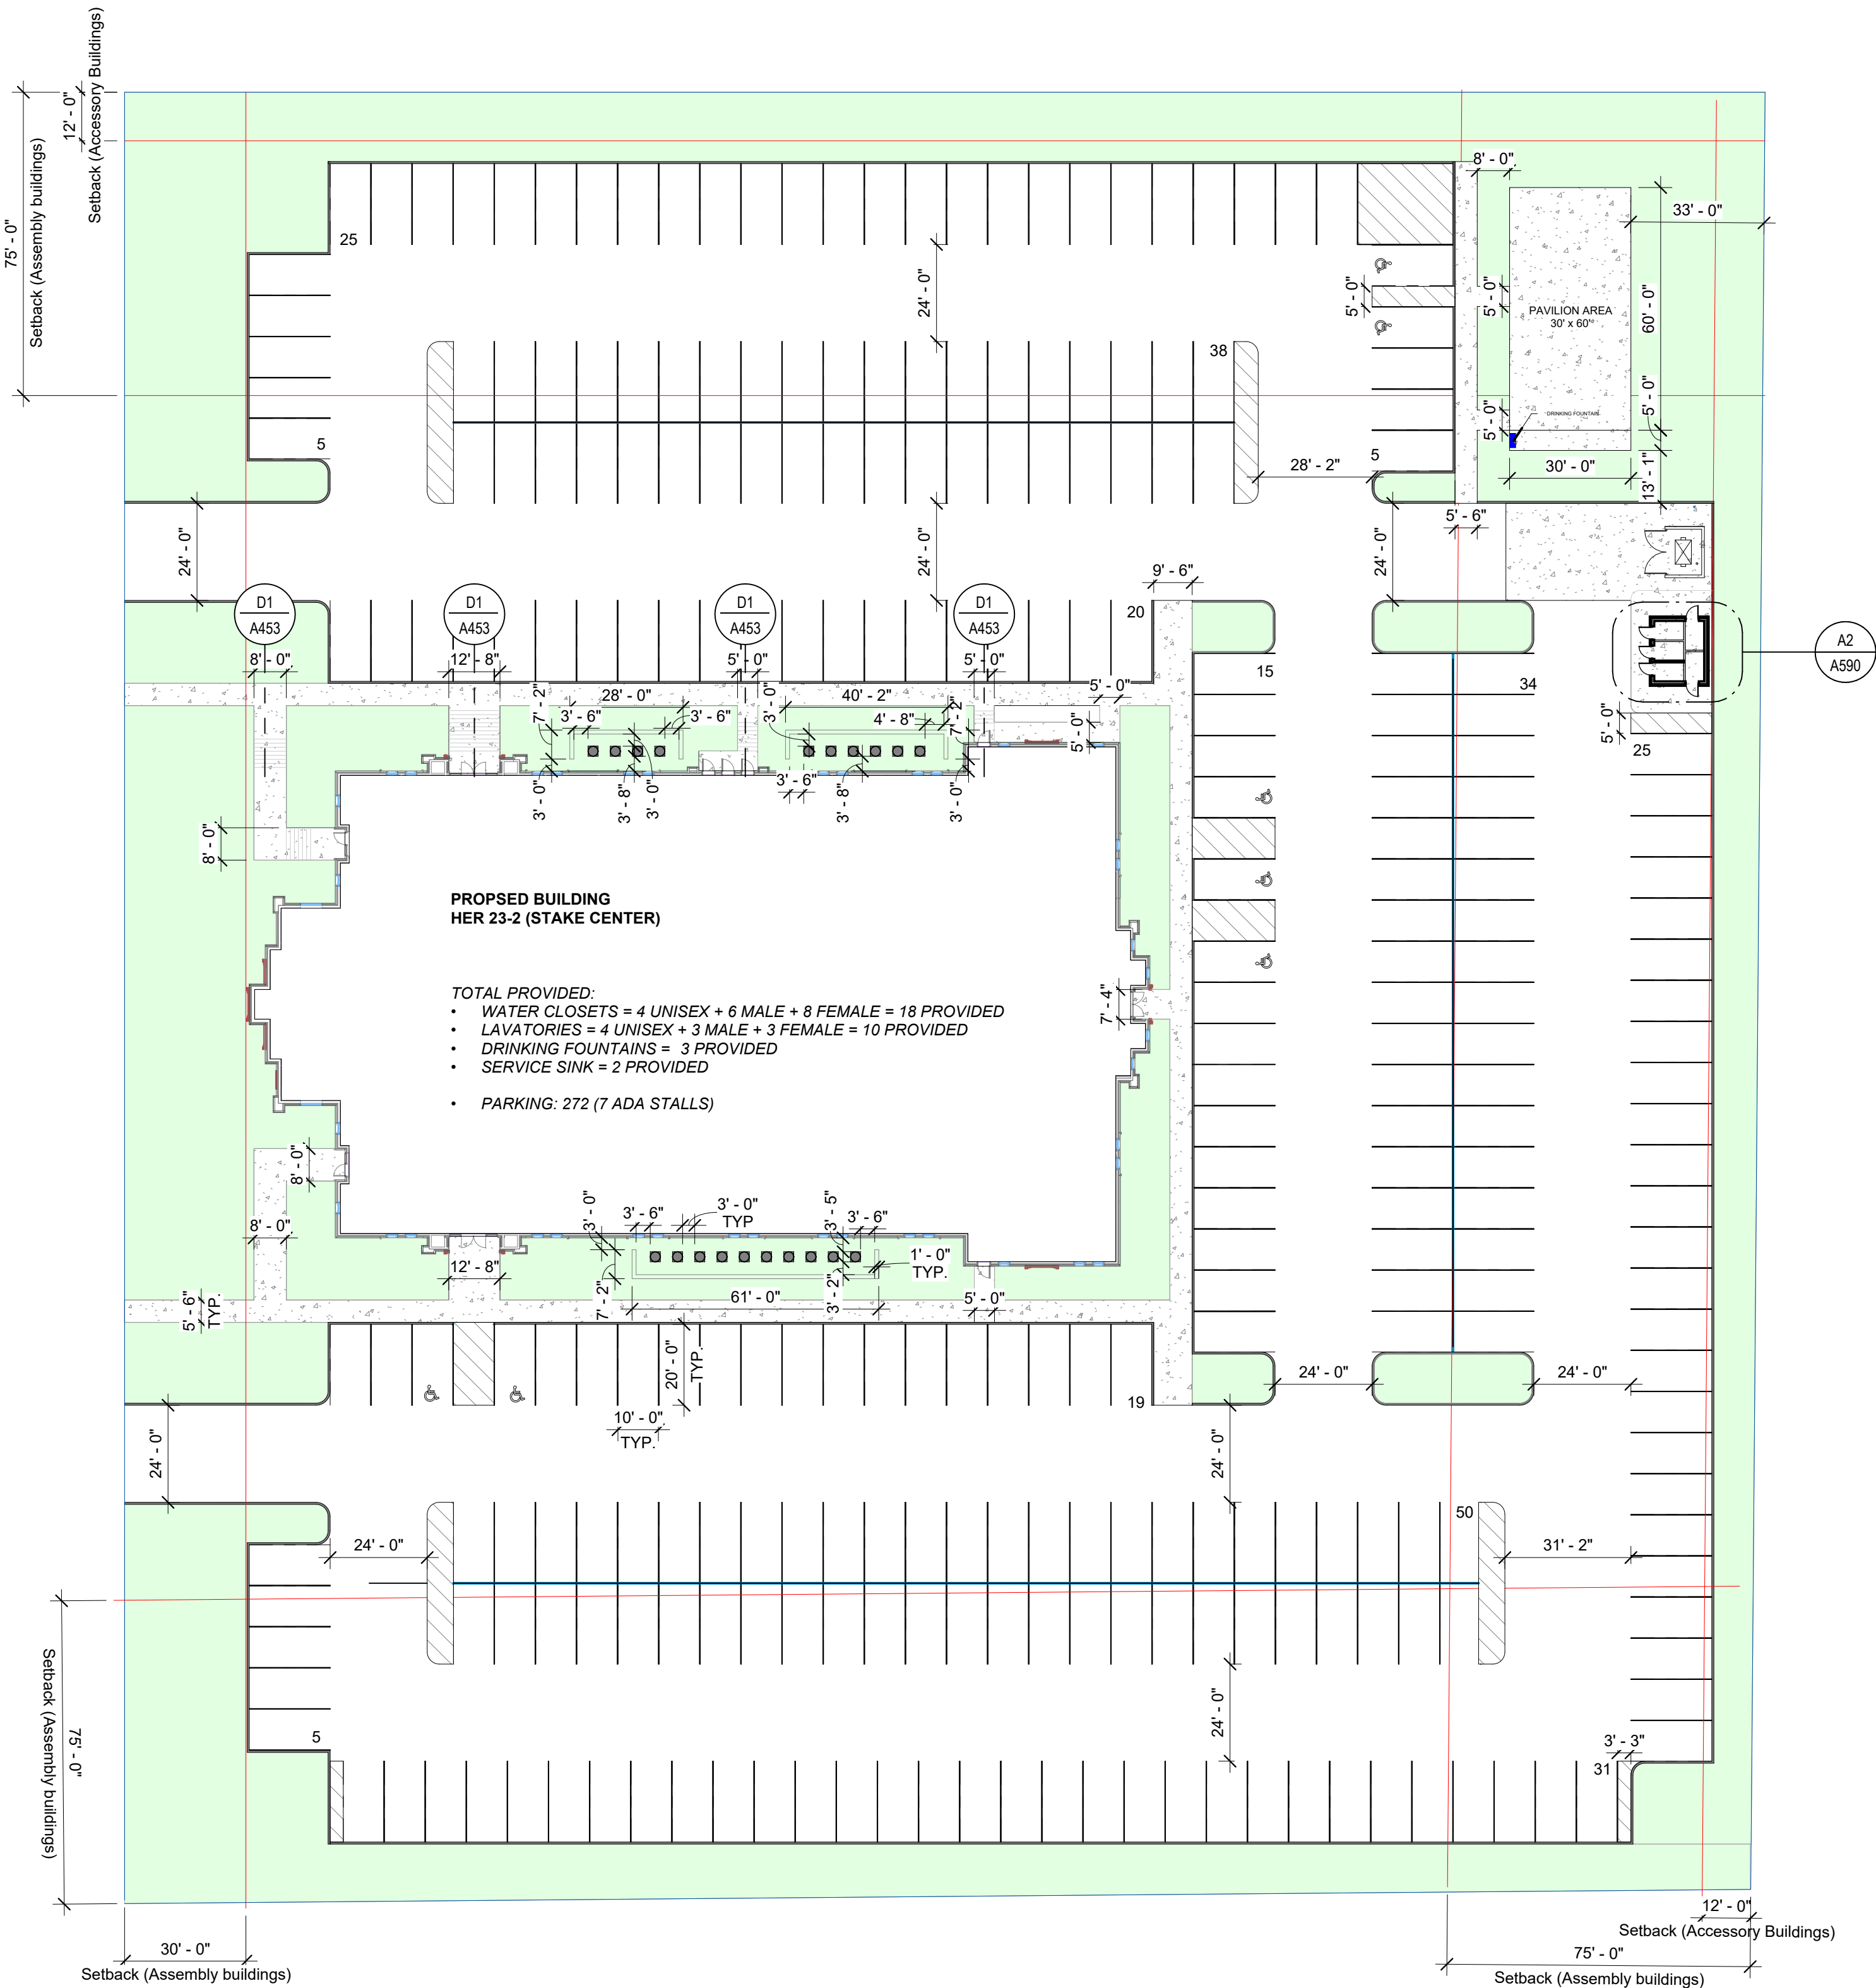 Setback (Accessory Buildings)
12' - 0"
75' - 0"
Setback (Assembly buildings)
8' - 0"
33' - 0"
25
24' - 0"
5' - 0"
5' - 0"
PAVILION AREA
30' x 60'
60' - 0"
38
5' - 0"
5' - 0"
DRINKING FOUNTAIN
5
5
28' - 2"
30' - 0"
13' - 1"
5' - 6"
24' - 0"
24' - 0"
24' - 0"
9' - 6"
D1
A453
D1
A453
D1
A453
D1
A453
20
A2
A590
8' - 0"
12' - 8"
5' - 0"
5' - 0"
15
34
7' - 2"
28' - 0"
3' - 0"
40' - 2"
5' - 0"
3' - 6"
3' - 6"
4' - 8"
7' - 2"
5' - 0"
5' - 0"
25
3' - 0"
3' - 8"
3' - 0"
3' - 6"
3' - 8"
3' - 0"
8' - 0"
PROPSED BUILDING
HER 23-2 (STAKE CENTER)
TOTAL PROVIDED:
• WATER CLOSETS = 4 UNISEX + 6 MALE + 8 FEMALE = 18 PROVIDED
• LAVATORIES = 4 UNISEX + 3 MALE + 3 FEMALE = 10 PROVIDED
• DRINKING FOUNTAINS = 3 PROVIDED
• SERVICE SINK = 2 PROVIDED
• PARKING: 272 (7 ADA STALLS)
7' - 4"
8' - 0"
8' - 0"
3' - 0"
3' - 6"
3' - 0"
TYP
3' - 5"
3' - 6"
1' - 0"
TYP.
12' - 8"
7' - 2"
61' - 0"
3' - 2"
5' - 0"
5' - 6"
TYP.
20' - 0"
TYP.
24' - 0"
24' - 0"
19
10' - 0"
TYP.
24' - 0"
24' - 0"
50
24' - 0"
31' - 2"
24' - 0"
5
3' - 3"
31
75' - 0"
Setback (Assembly buildings)
12' - 0"
Setback (Accessory Buildings)
30' - 0"
Setback (Assembly buildings)
75' - 0"
Setback (Assembly buildings)